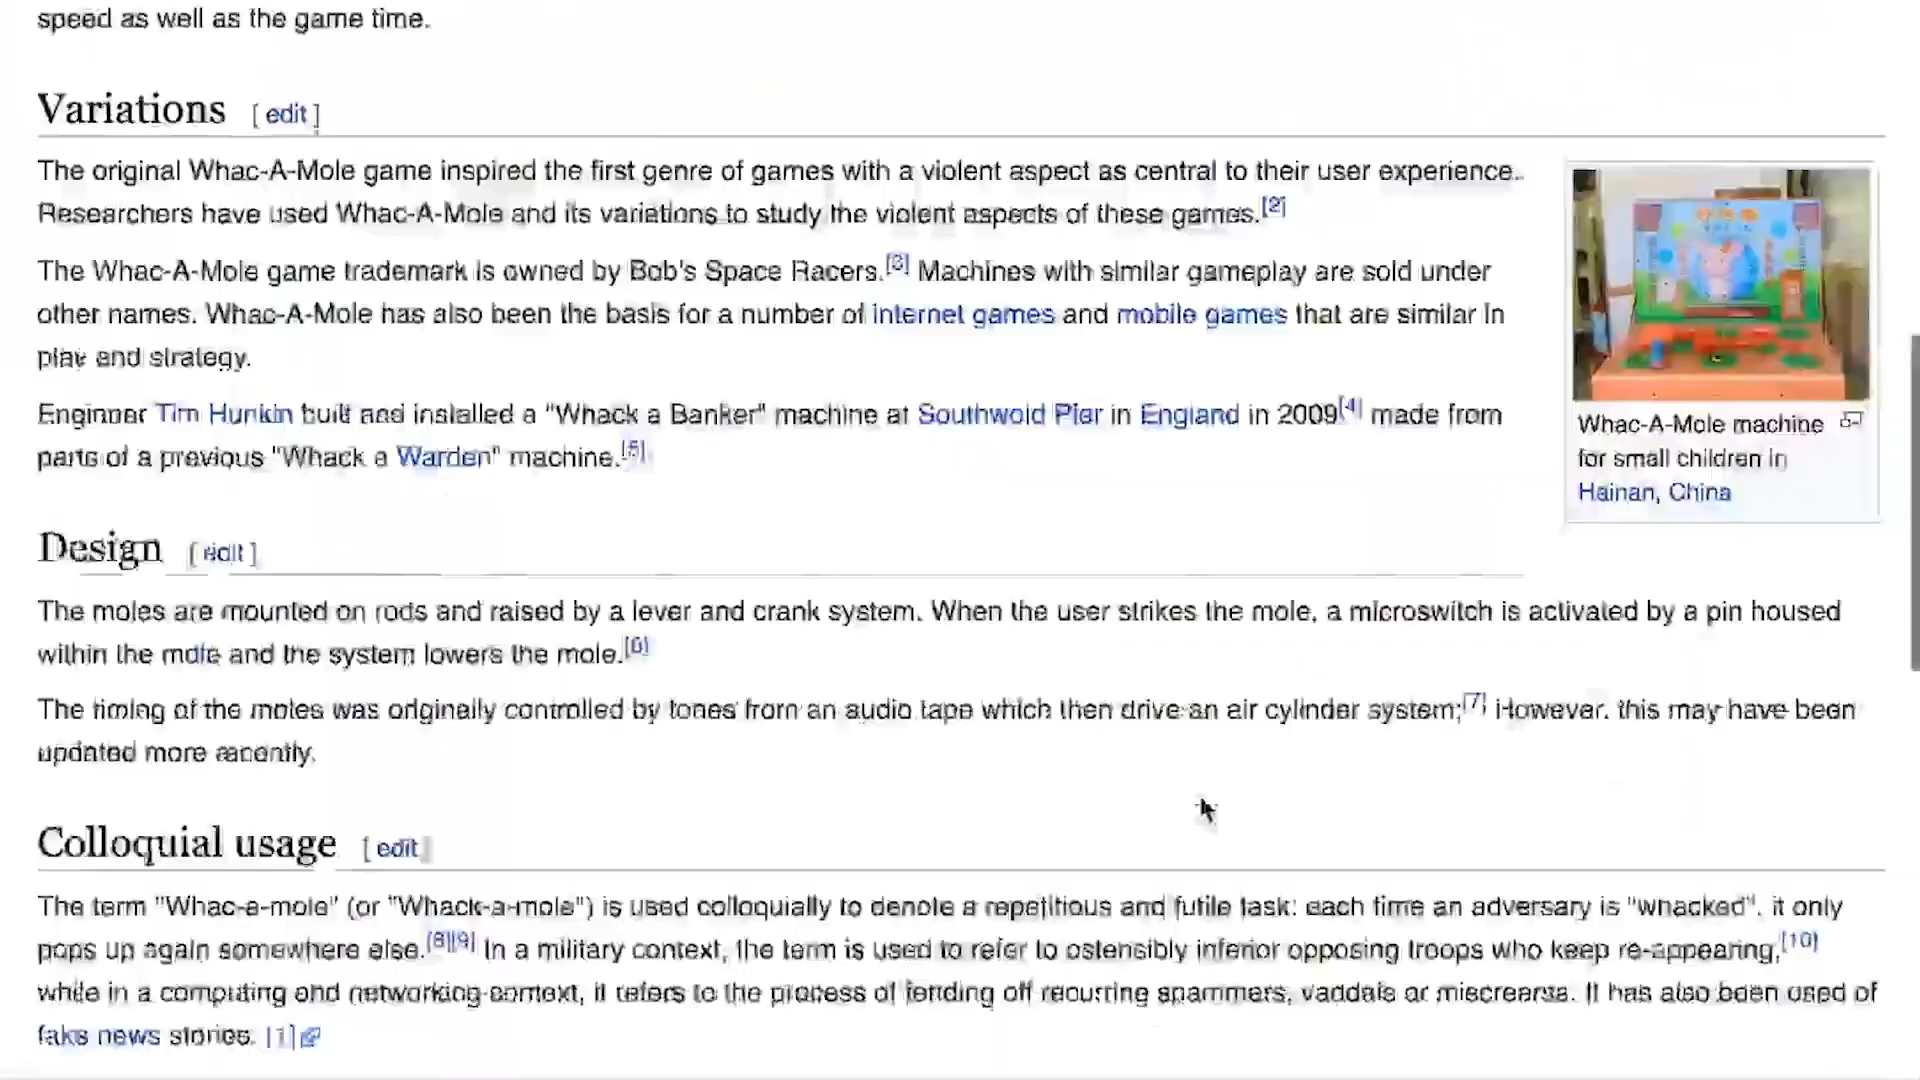 speed as well as the game time.
Variations [ edit ]
The original Whac-A-Mole game inspired the first genre of games with a violent aspect as central to their user experience.
Researchers have used Whac-A-Mole and its variations to study the violent aspects of these games.[2]
The Whac-A-Mole game trademark is owned by Bob's Space Racers.[3] Machines with similar gameplay are sold under
other names. Whac-A-Mole has also been the basis for a number of internet games and mobile games that are similar in
play and strategy.
Engineer Tim Hunkin built and installed a "Whack a Banker" machine at Southwold Pier in England in 2009[4] made from
parts of a previous "Whack a Warden" machine.[5]
Whac-A-Mole machine
for small children in
Hainan, China
Design [ edit ]
The moles are mounted on rods and raised by a lever and crank system. When the user strikes the mole, a microswitch is activated by a pin housed
within the mole and the system lowers the mole.[6]
The timing of the moles was originally controlled by tones from an audio tape which then drive an air cylinder system;[7] However, this may have been
updated more recently.
Colloquial usage [ edit ]
The term "Whac-a-mole" (or "Whack-a-mole") is used colloquially to denote a repetitious and futile task: each time an adversary is "whacked", it only
pops up again somewhere else.[8][9] In a military context, the term is used to refer to ostensibly inferior opposing troops who keep re-appearing,[10]
while in a computing and networking context, it refers to the process of fending off recurring spammers, vandals or miscreants. It has also been used of
fake news stories. [1]